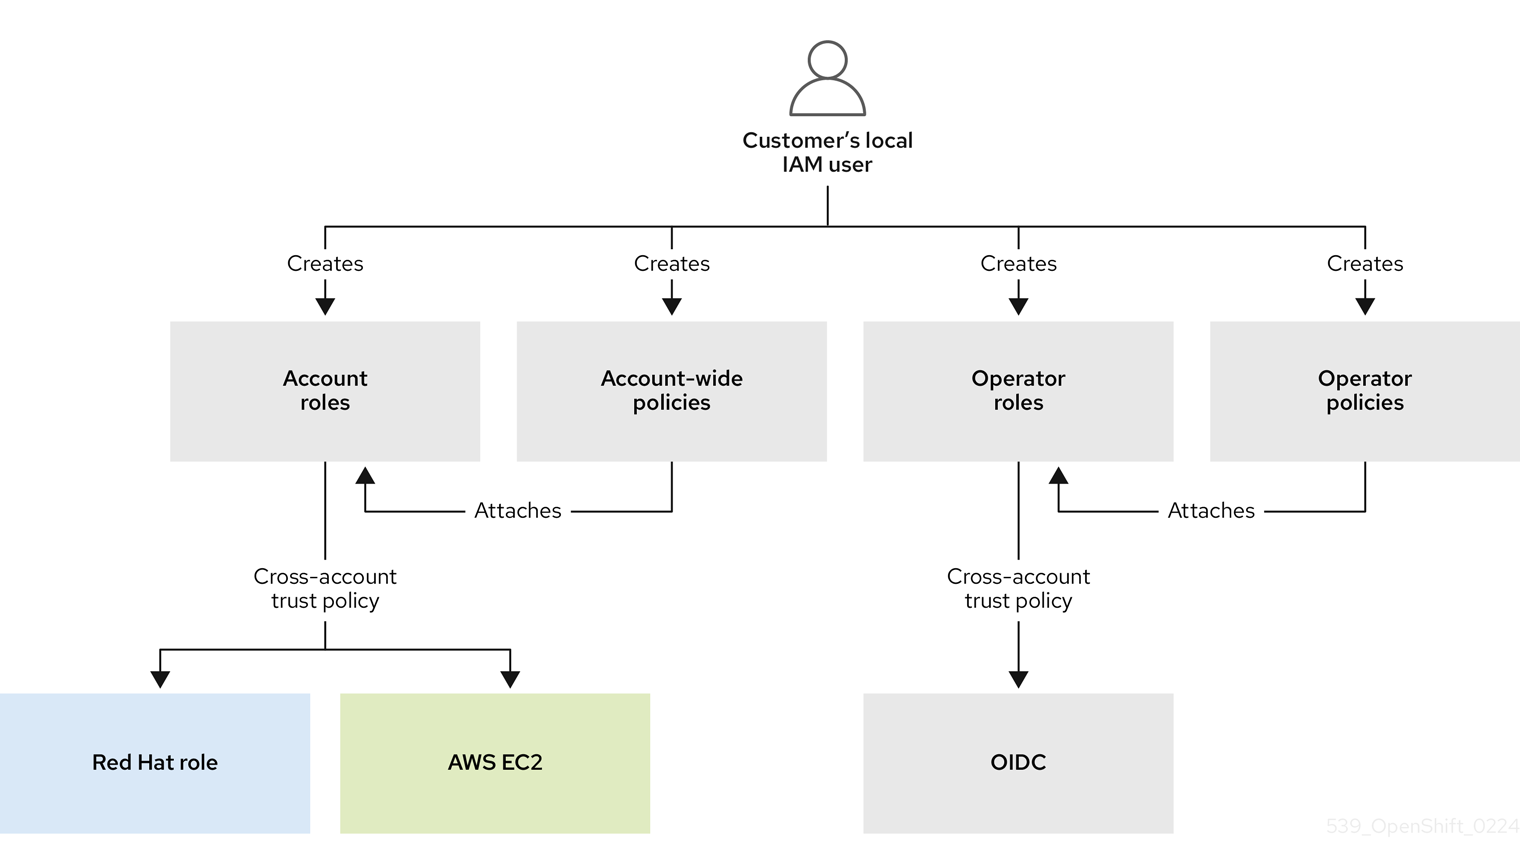 Customer’s local
IAM user
Creates
Creates
Creates
Creates
Account
roles
Account-wide
policies
Operator
roles
Operator
policies
Attaches
Attaches
Cross-account
trust policy
Cross-account
trust policy
Red Hat role
AWS EC2
OIDC
539_OpenShift_0224